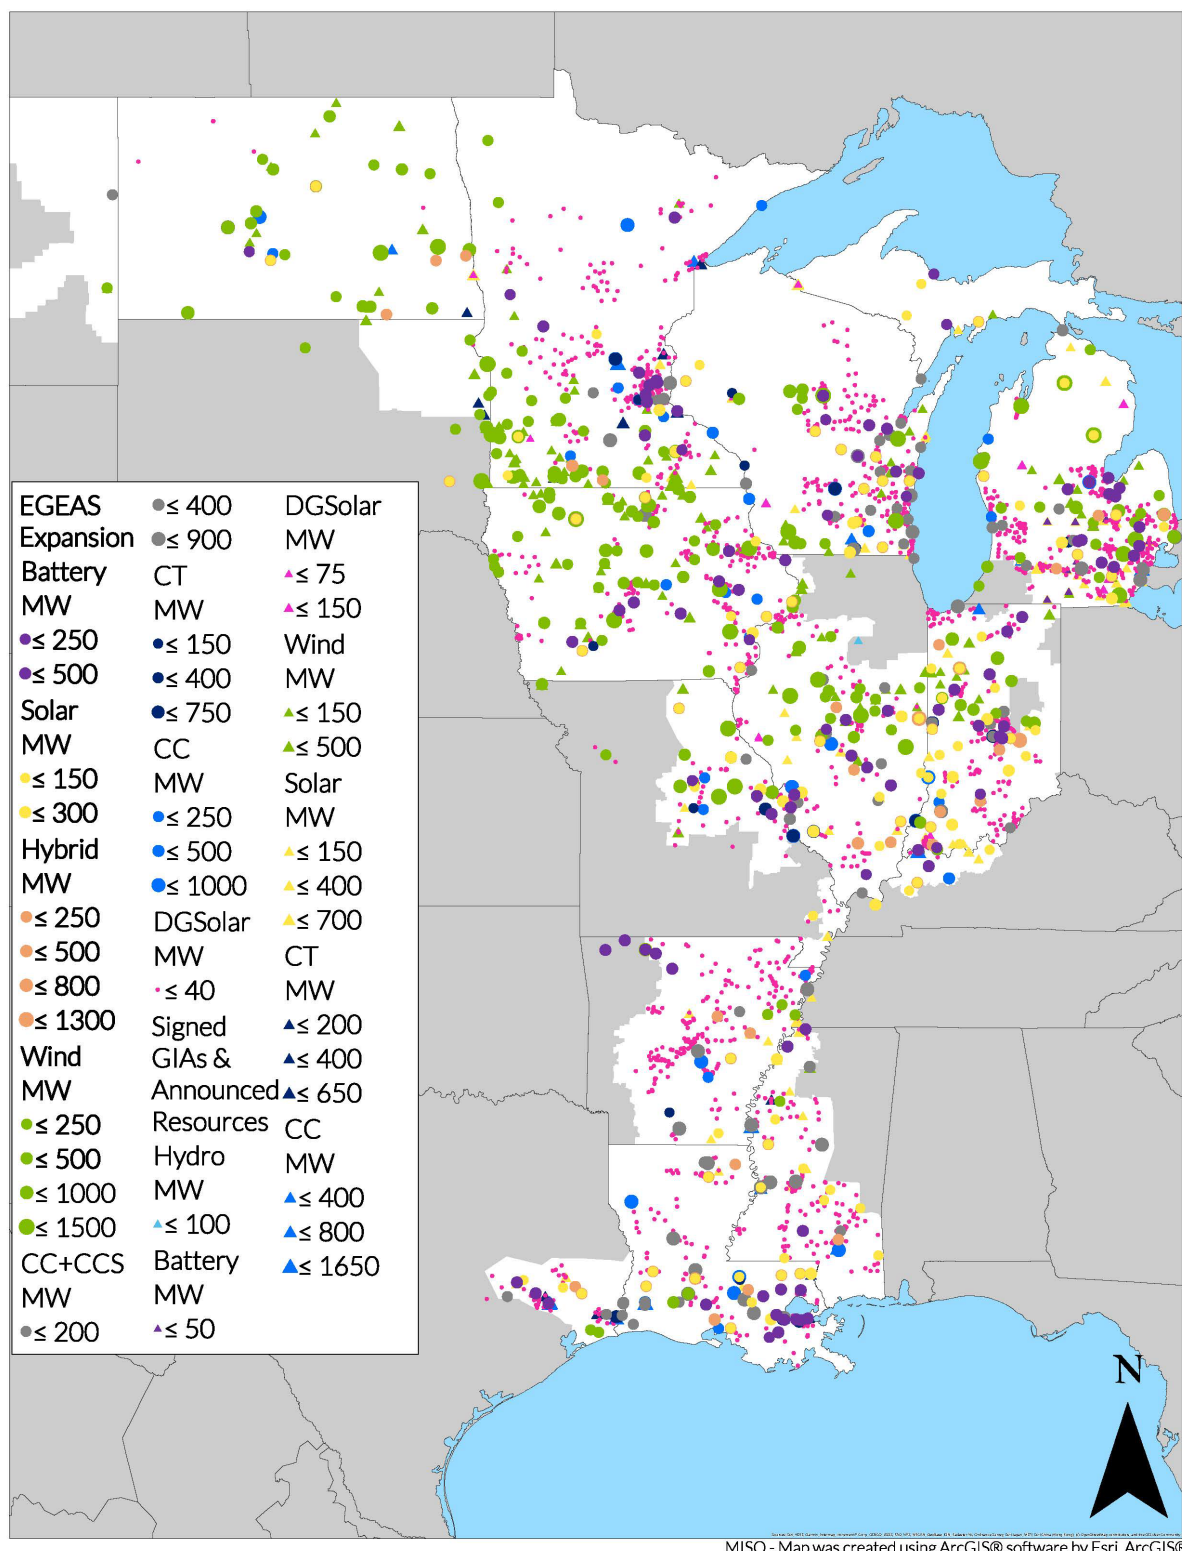 EGEAS
Expansion
Battery
MW
≤ 250
≤ 500
Solar
MW
≤ 150
≤ 300
Hybrid
MW
≤ 250
≤ 500
≤ 800
≤ 1300
Wind
MW
≤ 250
≤ 500
≤ 1000
≤ 1500
CC+CCS
MW
≤ 200
≤ 400
≤ 900
CT
MW
≤ 150
≤ 400
≤ 750
CC
MW
≤ 250
≤ 500
≤ 1000
DGSolar
MW
≤ 40
Signed
GIAs &
Announced
Resources
Hydro
MW
≤ 100
Battery
MW
≤ 50
DGSolar
MW
≤ 75
≤ 150
Wind
MW
≤ 150
≤ 500
Solar
MW
≤ 150
≤ 400
≤ 700
CT
MW
≤ 200
≤ 400
≤ 650
CC
MW
≤ 400
≤ 800
≤ 1650
N
MISO - Map was created using ArcGIS® software by Esri. ArcGIS®